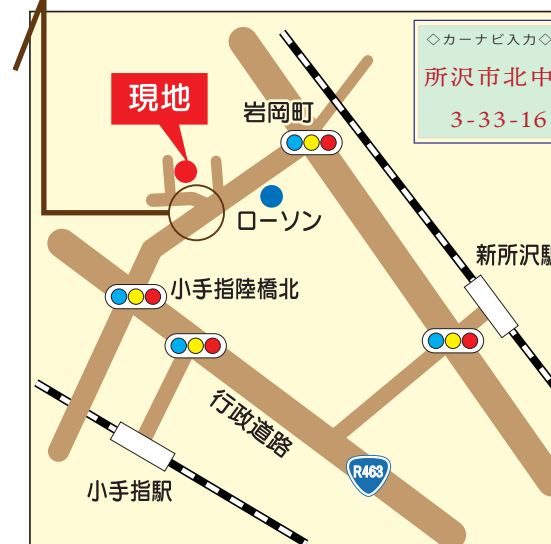 ◇カーナビ入力◇
所沢市北中
3-33-16
現地
岩岡町
ローソン
新所沢駅
小手指陸橋北
行政道路
R463
小手指駅